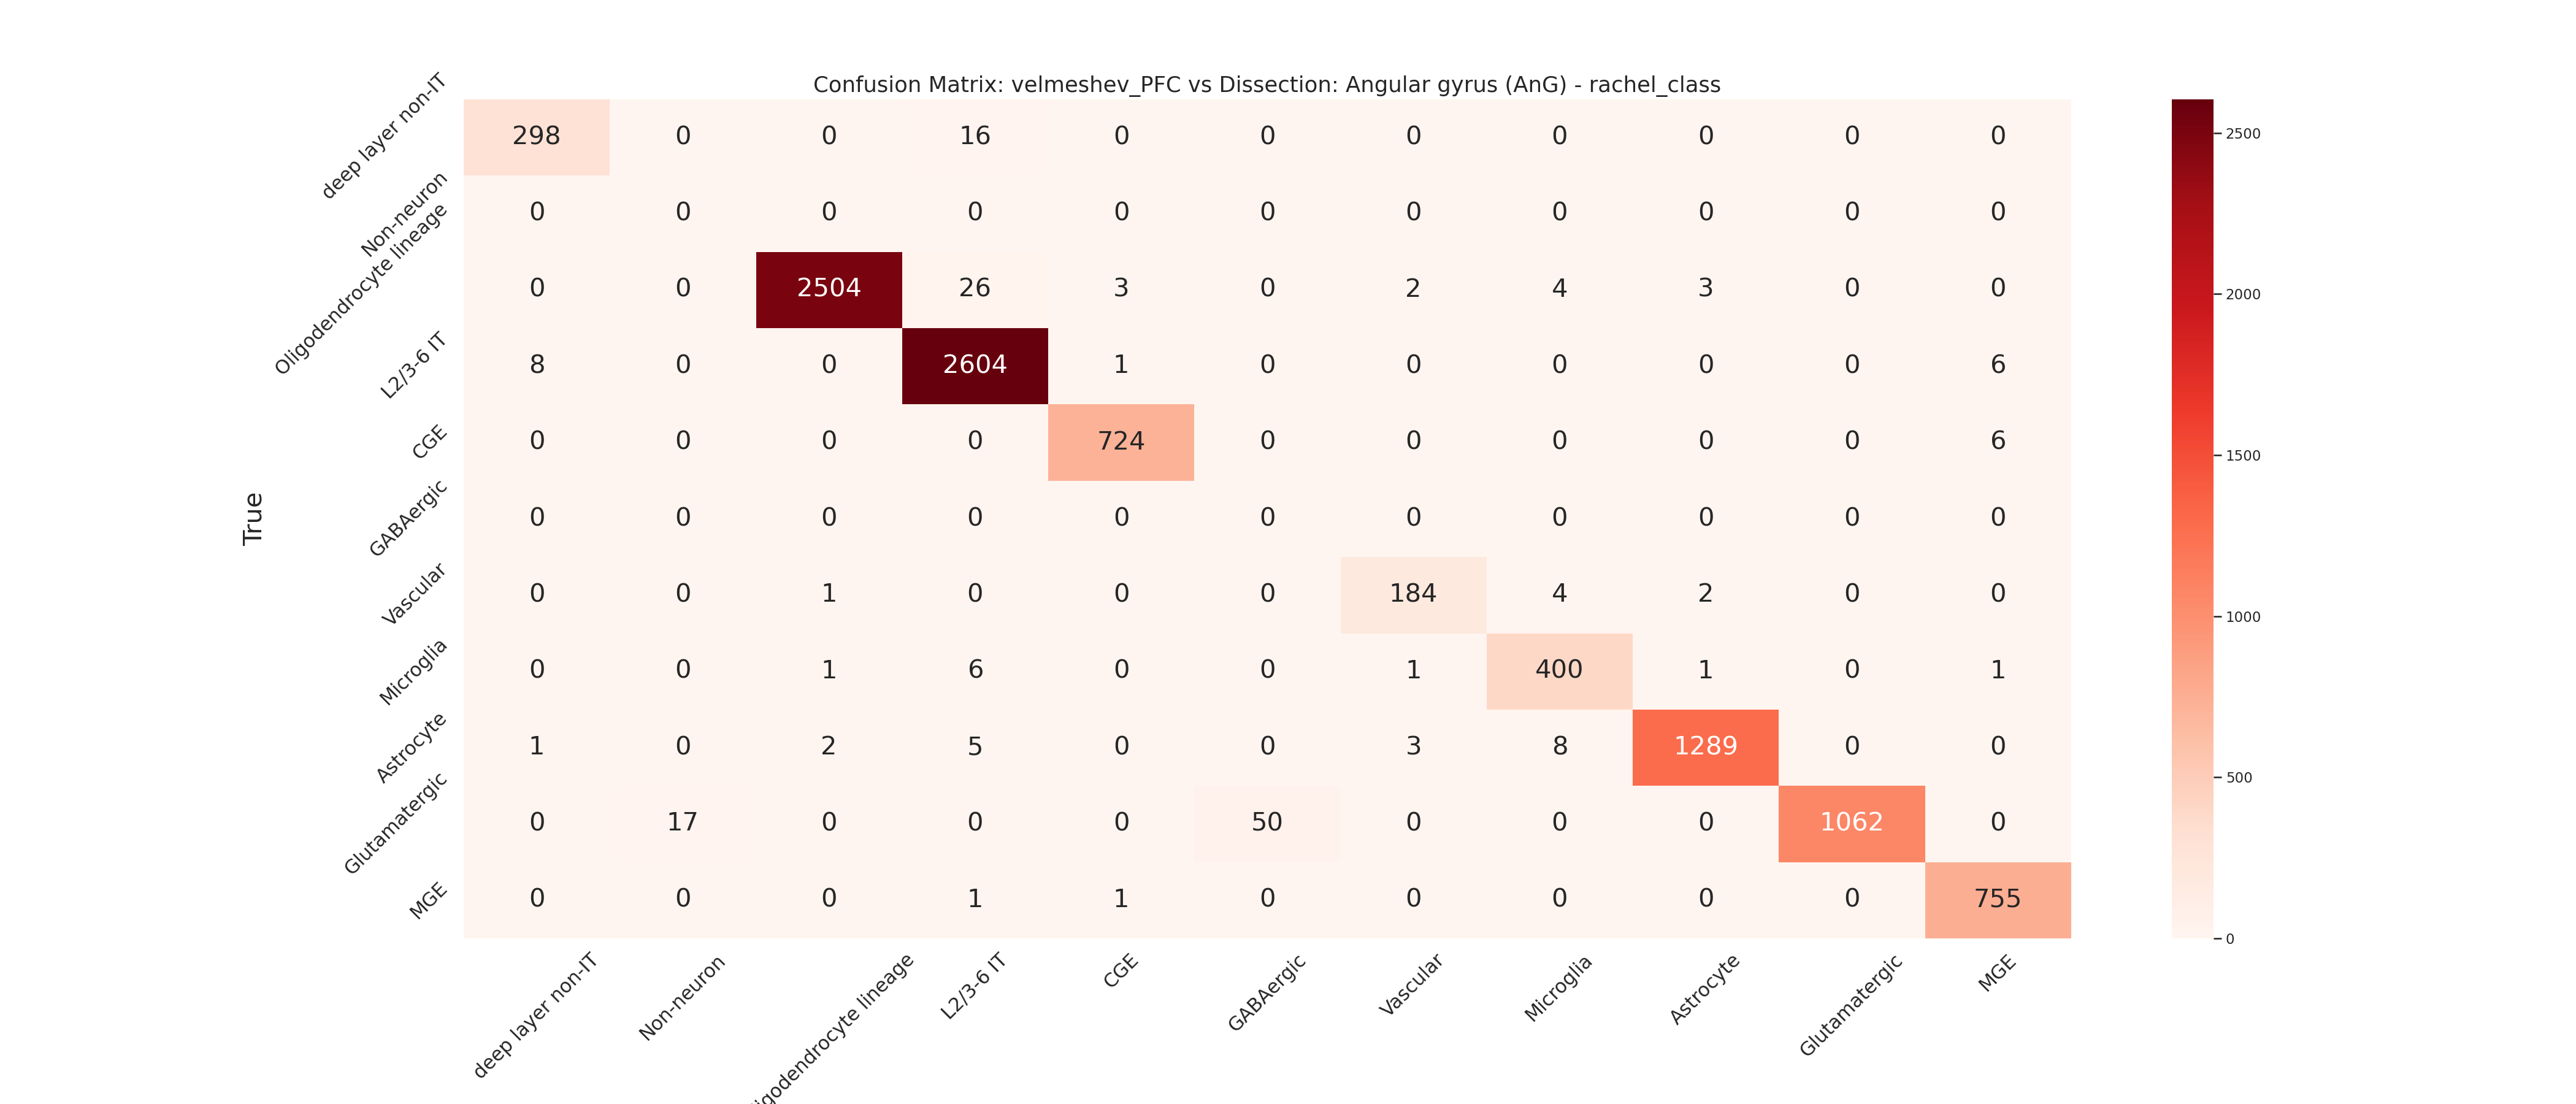 Confusion Matrix: velmeshev_PFC vs Dissection: Angular gyrus (AnG) - rachel_class
True
deep layer non-IT 298 0 0 16 0 0 0 0 0 0 0
Non-neuron 0 0 0 0 0 0 0 0 0 0 0
Oligodendrocyte lineage 0 0 2504 26 3 0 2 4 3 0 0
L2/3-6 IT 8 0 0 2604 1 0 0 0 0 0 6
CGE 0 0 0 0 724 0 0 0 0 0 6
GABAergic 0 0 0 0 0 0 0 0 0 0 0
Vascular 0 0 1 0 0 0 184 4 2 0 0
Microglia 0 0 1 6 0 0 1 400 1 0 1
Astrocyte 1 0 2 5 0 0 3 8 1289 0 0
Glutamatergic 0 17 0 0 0 50 0 0 0 1062 0
MGE 0 0 0 1 1 0 0 0 0 0 755
deep layer non-IT
Non-neuron
igodendrocyte lineage
L2/3-6 IT
CGE
GABAergic
Vascular
Microglia
Astrocyte
Glutamatergic
MGE
2500
2000
1500
1000
500
0